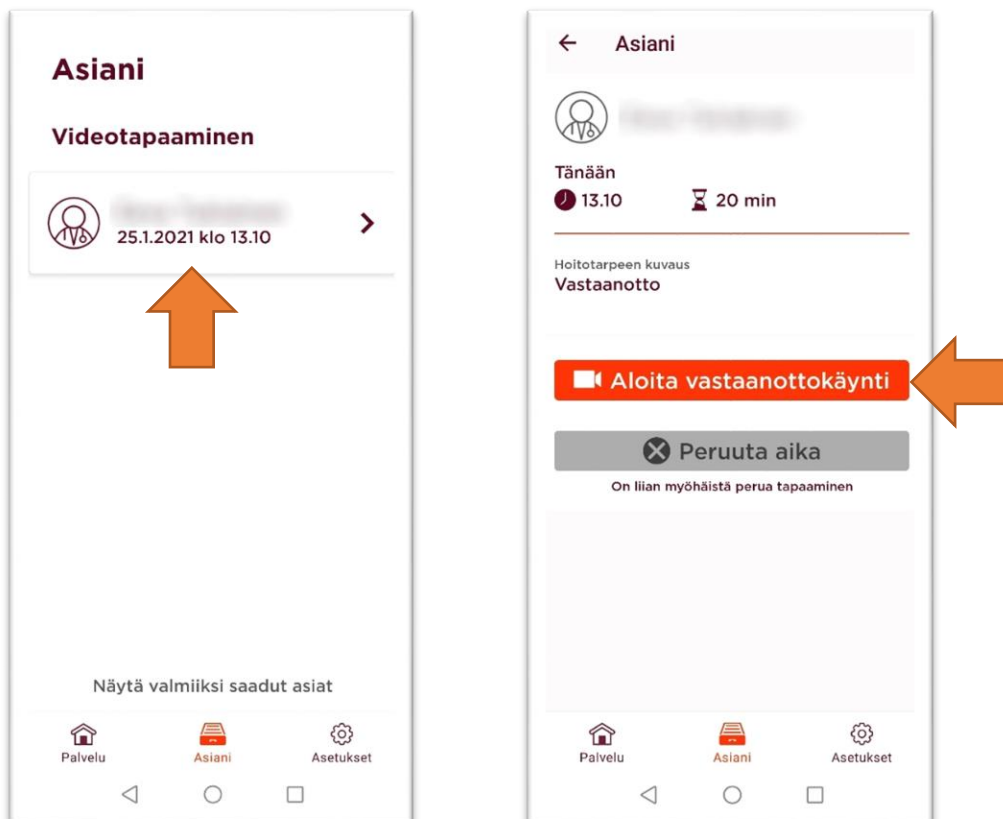 Asiani
Videotapaaminen
25.1.2021 klo 13.10
Näytä valmiiksi saadut asiat
Palvelu
Asiani
Asetukset
Asiani
Tänään
13.10
20 min
Hoitotarpeen kuvaus
Vastaanotto
Aloita vastaanottokäynti
Peruuta aika
On liian myöhäistä perua tapaaminen
Palvelu
Asiani
Asetukset